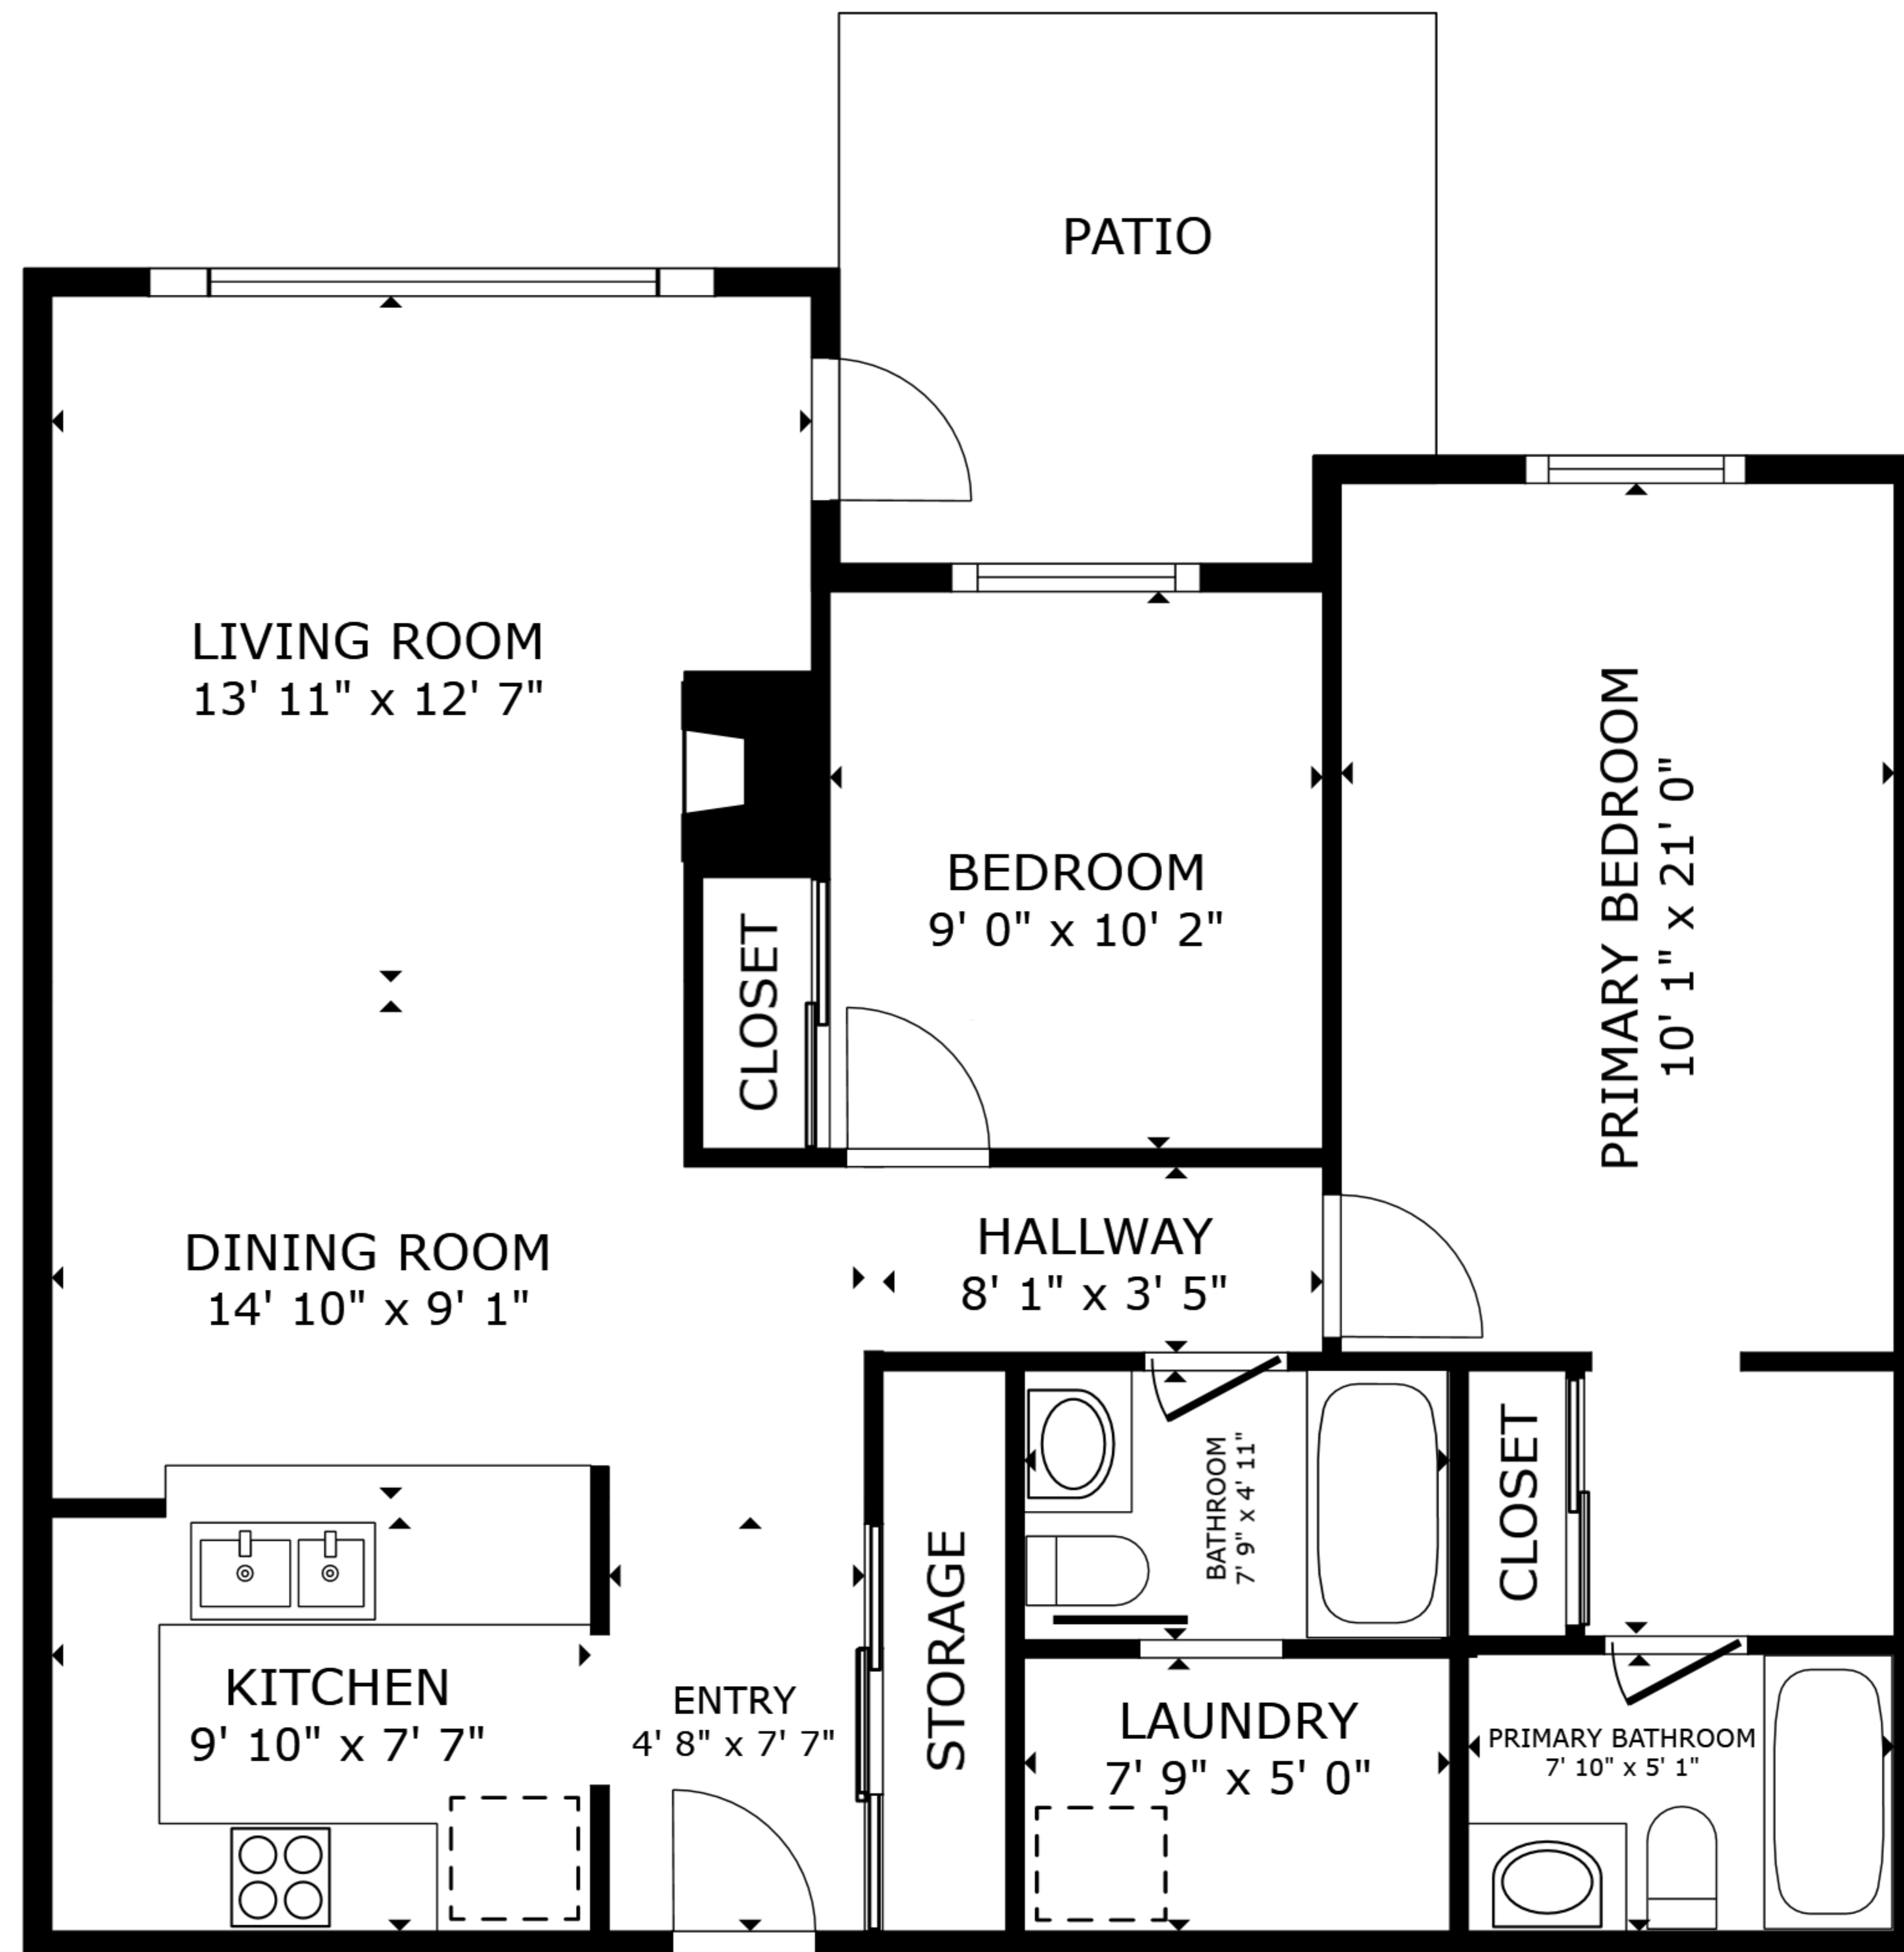 PATIO
LIVING ROOM
13' 11" x 12' 7"
BEDROOM
9' 0" x 10' 2"
PRIMARY BEDROOM
10' 1" x 21' 0"
CLOSET
DINING ROOM
14' 10" x 9' 1"
HALLWAY
8' 1" x 3' 5"
BATHROOM
7' 9" x 4' 11"
CLOSET
STORAGE
KITCHEN
9' 10" x 7' 7"
ENTRY
4' 8" x 7' 7"
LAUNDRY
7' 9" x 5' 0"
PRIMARY BATHROOM
7' 10" x 5' 1"